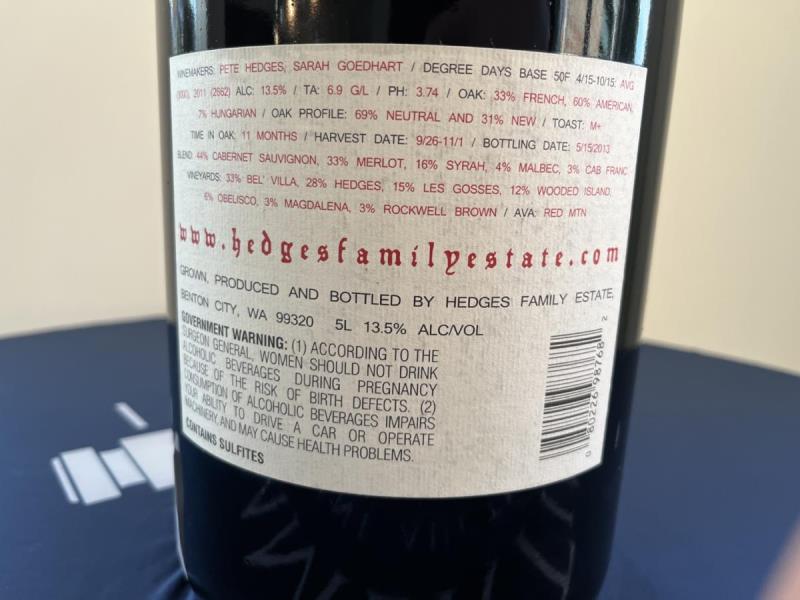 WINEMAKERS: PETE HEDGES, SARAH GOEDHART / DEGREE DAYS BASE 50F 4/15-10/15: AVG
(3000), 2011 (2662) ALC: 13.5% / TA: 6.9 G/L / PH: 3.74 / OAK: 33% FRENCH, 60% AMERICAN,
7% HUNGARIAN / OAK PROFILE: 69% NEUTRAL AND 31% NEW / TOAST: M+
TIME IN OAK: 11 MONTHS / HARVEST DATE: 9/26-11/1 / BOTTLING DATE: 5/15/2013
BLEND: 44% CABERNET SAUVIGNON, 33% MERLOT, 16% SYRAH, 4% MALBEC, 3% CAB FRANC
VINEYARDS: 33% BEL' VILLA, 28% HEDGES, 15% LES GOSSES, 12% WOODED ISLAND,
6% OBELISCO, 3% MAGDALENA, 3% ROCKWELL BROWN / AVA: RED MTN
www.hedgesfamilyestate.com
GROWN, PRODUCED AND BOTTLED BY HEDGES FAMILY ESTATE,
BENTON CITY, WA 99320 5L 13.5% ALC/VOL
GOVERNMENT WARNING: (1) ACCORDING TO THE
SURGEON GENERAL, WOMEN SHOULD NOT DRINK
ALCOHOLIC BEVERAGES DURING PREGNANCY
BECAUSE OF THE RISK OF BIRTH DEFECTS. (2)
CONSUMPTION OF ALCOHOLIC BEVERAGES IMPAIRS
YOUR ABILITY TO DRIVE A CAR OR OPERATE
MACHINERY, AND MAY CAUSE HEALTH PROBLEMS.
CONTAINS SULFITES
0 80226 98768 2